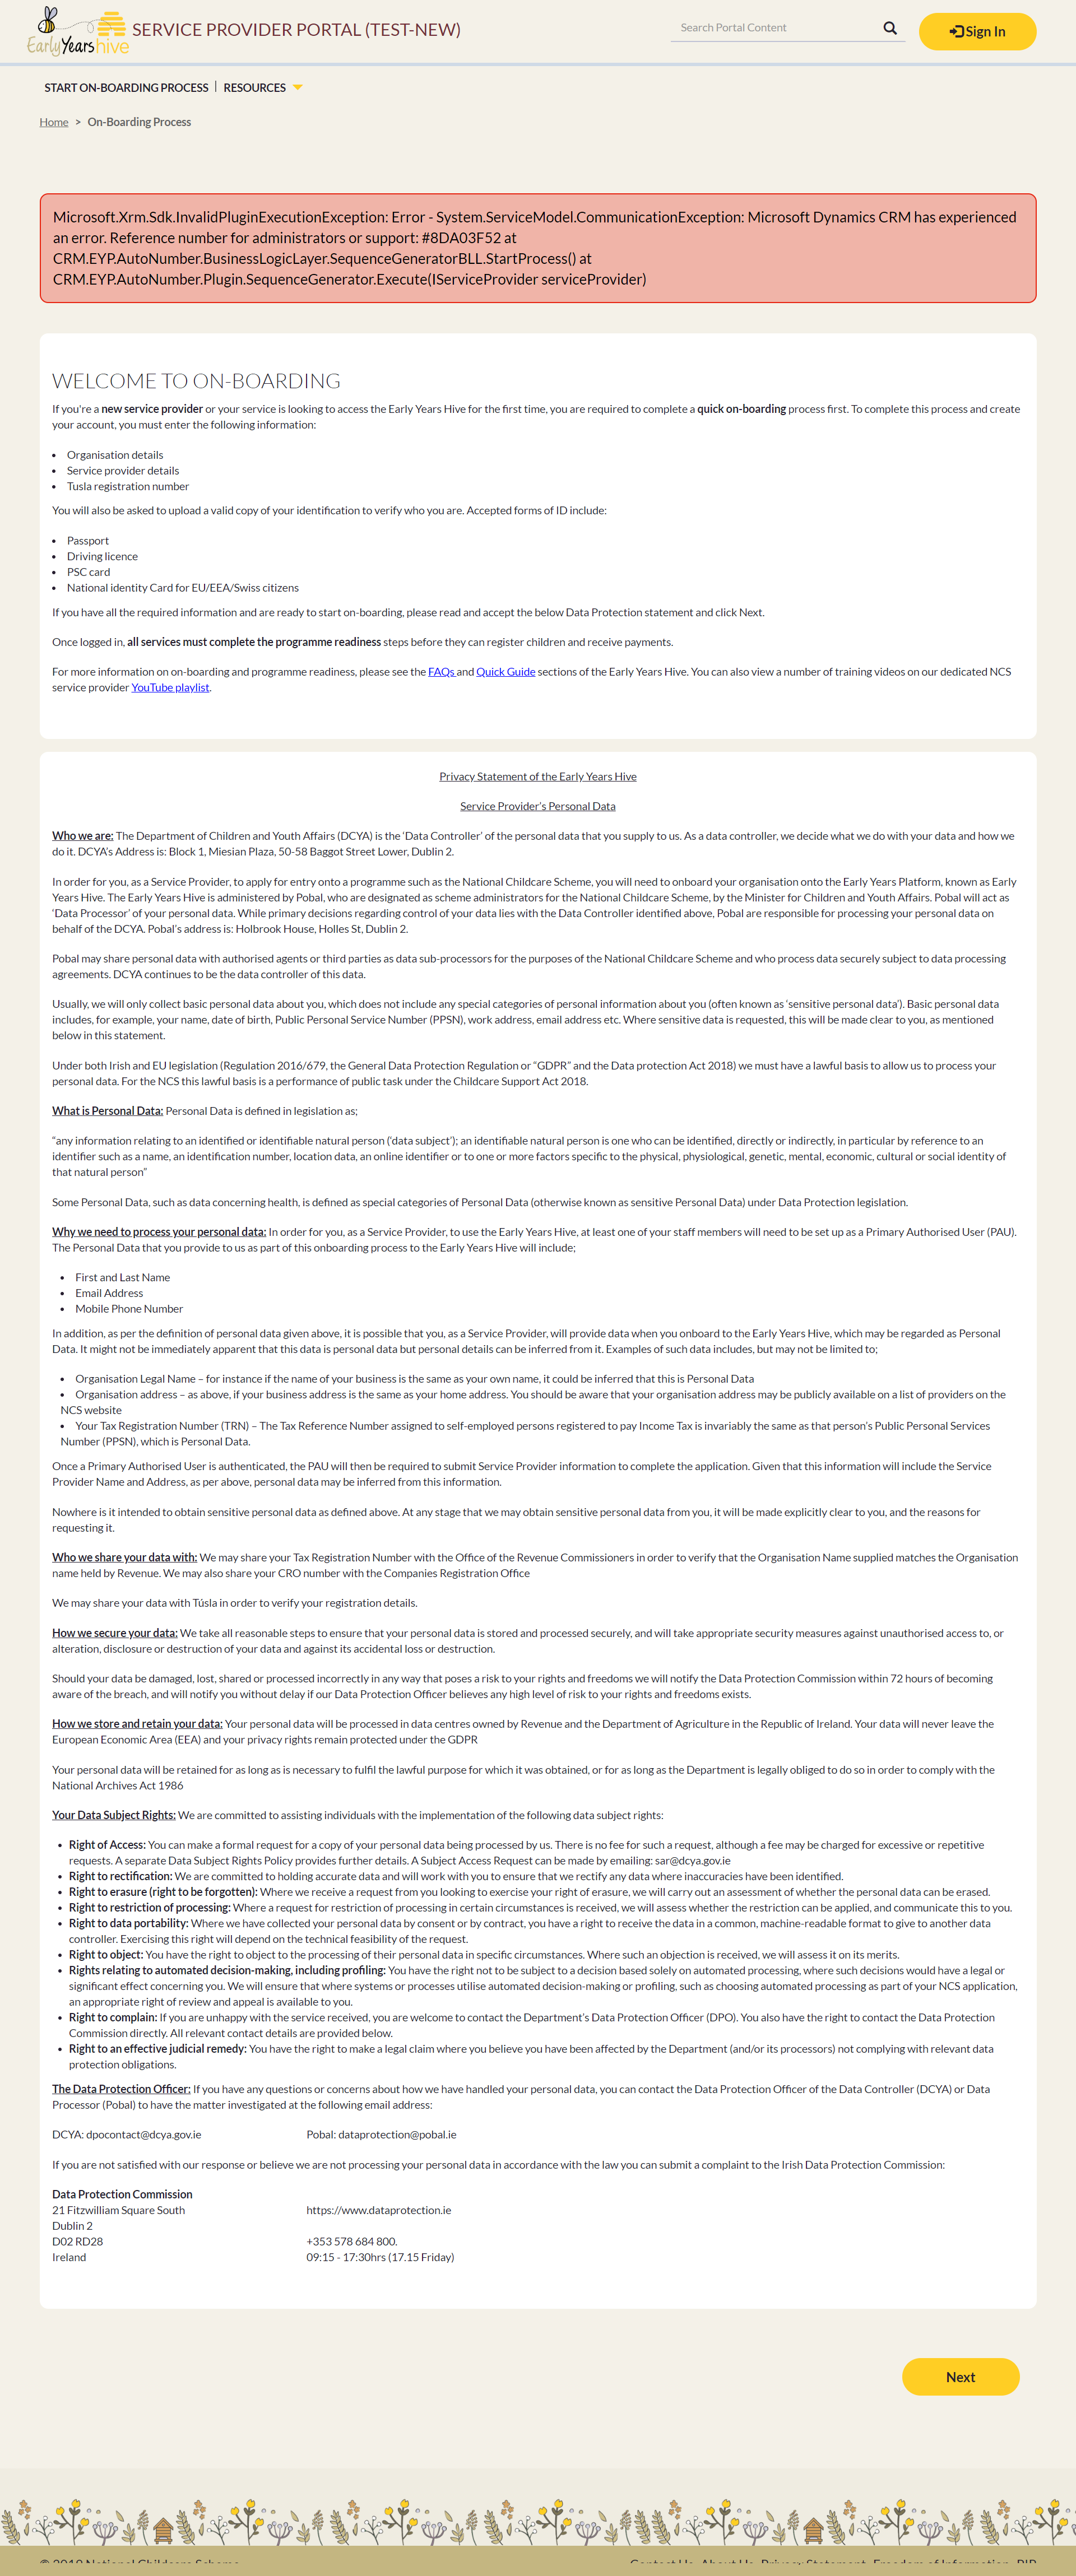 Early Years hive
SERVICE PROVIDER PORTAL (TEST-NEW)
Search Portal Content
Sign In
START ON-BOARDING PROCESS | RESOURCES
Home > On-Boarding Process
Microsoft.Xrm.Sdk.InvalidPluginExecutionException: Error - System.ServiceModel.CommunicationException: Microsoft Dynamics CRM has experienced
an error. Reference number for administrators or support: #8DA03F52 at
CRM.EYP.AutoNumber.BusinessLogicLayer.SequenceGeneratorBLL.StartProcess() at
CRM.EYP.AutoNumber.Plugin.SequenceGenerator.Execute(IServiceProvider serviceProvider)
WELCOME TO ON-BOARDING
If you're a new service provider or your service is looking to access the Early Years Hive for the first time, you are required to complete a quick on-boarding process first. To complete this process and create
your account, you must enter the following information:
• Organisation details
• Service provider details
• Tusla registration number
You will also be asked to upload a valid copy of your identification to verify who you are. Accepted forms of ID include:
• Passport
• Driving licence
• PSC card
• National identity Card for EU/EEA/Swiss citizens
If you have all the required information and are ready to start on-boarding, please read and accept the below Data Protection statement and click Next.
Once logged in, all services must complete the programme readiness steps before they can register children and receive payments.
For more information on on-boarding and programme readiness, please see the FAQs and Quick Guide sections of the Early Years Hive. You can also view a number of training videos on our dedicated NCS
service provider YouTube playlist.
Privacy Statement of the Early Years Hive
Service Provider's Personal Data
Who we are: The Department of Children and Youth Affairs (DCYA) is the ‘Data Controller’ of the personal data that you supply to us. As a data controller, we decide what we do with your data and how we
do it. DCYA's Address is: Block 1, Miesian Plaza, 50-58 Baggot Street Lower, Dublin 2.
In order for you, as a Service Provider, to apply for entry onto a programme such as the National Childcare Scheme, you will need to onboard your organisation onto the Early Years Platform, known as Early
Years Hive. The Early Years Hive is administered by Pobal, who are designated as scheme administrators for the National Childcare Scheme, by the Minister for Children and Youth Affairs. Pobal will act as
‘Data Processor’ of your personal data. While primary decisions regarding control of your data lies with the Data Controller identified above, Pobal are responsible for processing your personal data on
behalf of the DCYA. Pobal's address is: Holbrook House, Holles St, Dublin 2.
Pobal may share personal data with authorised agents or third parties as data sub-processors for the purposes of the National Childcare Scheme and who process data securely subject to data processing
agreements. DCYA continues to be the data controller of this data.
Usually, we will only collect basic personal data about you, which does not include any special categories of personal information about you (often known as ‘sensitive personal data’). Basic personal data
includes, for example, your name, date of birth, Public Personal Service Number (PPSN), work address, email address etc. Where sensitive data is requested, this will be made clear to you, as mentioned
below in this statement.
Under both Irish and EU legislation (Regulation 2016/679, the General Data Protection Regulation or “GDPR” and the Data protection Act 2018) we must have a lawful basis to allow us to process your
personal data. For the NCS this lawful basis is a performance of public task under the Childcare Support Act 2018.
What is Personal Data: Personal Data is defined in legislation as;
“any information relating to an identified or identifiable natural person (‘data subject’); an identifiable natural person is one who can be identified, directly or indirectly, in particular by reference to an
identifier such as a name, an identification number, location data, an online identifier or to one or more factors specific to the physical, physiological, genetic, mental, economic, cultural or social identity of
that natural person”
Some Personal Data, such as data concerning health, is defined as special categories of Personal Data (otherwise known as sensitive Personal Data) under Data Protection legislation.
Why we need to process your personal data: In order for you, as a Service Provider, to use the Early Years Hive, at least one of your staff members will need to be set up as a Primary Authorised User (PAU).
The Personal Data that you provide to us as part of this onboarding process to the Early Years Hive will include;
• First and Last Name
• Email Address
• Mobile Phone Number
In addition, as per the definition of personal data given above, it is possible that you, as a Service Provider, will provide data when you onboard to the Early Years Hive, which may be regarded as Personal
Data. It might not be immediately apparent that this data is personal data but personal details can be inferred from it. Examples of such data includes, but may not be limited to;
• Organisation Legal Name – for instance if the name of your business is the same as your own name, it could be inferred that this is Personal Data
• Organisation address – as above, if your business address is the same as your home address. You should be aware that your organisation address may be publicly available on a list of providers on the
NCS website
• Your Tax Registration Number (TRN) – The Tax Reference Number assigned to self-employed persons registered to pay Income Tax is invariably the same as that person's Public Personal Services
Number (PPSN), which is Personal Data.
Once a Primary Authorised User is authenticated, the PAU will then be required to submit Service Provider information to complete the application. Given that this information will include the Service
Provider Name and Address, as per above, personal data may be inferred from this information.
Nowhere is it intended to obtain sensitive personal data as defined above. At any stage that we may obtain sensitive personal data from you, it will be made explicitly clear to you, and the reasons for
requesting it.
Who we share your data with: We may share your Tax Registration Number with the Office of the Revenue Commissioners in order to verify that the Organisation Name supplied matches the Organisation
name held by Revenue. We may also share your CRO number with the Companies Registration Office
We may share your data with Túsla in order to verify your registration details.
How we secure your data: We take all reasonable steps to ensure that your personal data is stored and processed securely, and will take appropriate security measures against unauthorised access to, or
alteration, disclosure or destruction of your data and against its accidental loss or destruction.
Should your data be damaged, lost, shared or processed incorrectly in any way that poses a risk to your rights and freedoms we will notify the Data Protection Commission within 72 hours of becoming
aware of the breach, and will notify you without delay if our Data Protection Officer believes any high level of risk to your rights and freedoms exists.
How we store and retain your data: Your personal data will be processed in data centres owned by Revenue and the Department of Agriculture in the Republic of Ireland. Your data will never leave the
European Economic Area (EEA) and your privacy rights remain protected under the GDPR
Your personal data will be retained for as long as is necessary to fulfil the lawful purpose for which it was obtained, or for as long as the Department is legally obliged to do so in order to comply with the
National Archives Act 1986
Your Data Subject Rights: We are committed to assisting individuals with the implementation of the following data subject rights:
• Right of Access: You can make a formal request for a copy of your personal data being processed by us. There is no fee for such a request, although a fee may be charged for excessive or repetitive
requests. A separate Data Subject Rights Policy provides further details. A Subject Access Request can be made by emailing: sar@dcya.gov.ie
• Right to rectification: We are committed to holding accurate data and will work with you to ensure that we rectify any data where inaccuracies have been identified.
• Right to erasure (right to be forgotten): Where we receive a request from you looking to exercise your right of erasure, we will carry out an assessment of whether the personal data can be erased.
• Right to restriction of processing: Where a request for restriction of processing in certain circumstances is received, we will assess whether the restriction can be applied, and communicate this to you.
• Right to data portability: Where we have collected your personal data by consent or by contract, you have a right to receive the data in a common, machine-readable format to give to another data
controller. Exercising this right will depend on the technical feasibility of the request.
• Right to object: You have the right to object to the processing of their personal data in specific circumstances. Where such an objection is received, we will assess it on its merits.
• Rights relating to automated decision-making, including profiling: You have the right not to be subject to a decision based solely on automated processing, where such decisions would have a legal or
significant effect concerning you. We will ensure that where systems or processes utilise automated decision-making or profiling, such as choosing automated processing as part of your NCS application,
an appropriate right of review and appeal is available to you.
• Right to complain: If you are unhappy with the service received, you are welcome to contact the Department's Data Protection Officer (DPO). You also have the right to contact the Data Protection
Commission directly. All relevant contact details are provided below.
• Right to an effective judicial remedy: You have the right to make a legal claim where you believe you have been affected by the Department (and/or its processors) not complying with relevant data
protection obligations.
The Data Protection Officer: If you have any questions or concerns about how we have handled your personal data, you can contact the Data Protection Officer of the Data Controller (DCYA) or Data
Processor (Pobal) to have the matter investigated at the following email address:
DCYA: dpocontact@dcya.gov.ie Pobal: dataprotection@pobal.ie
If you are not satisfied with our response or believe we are not processing your personal data in accordance with the law you can submit a complaint to the Irish Data Protection Commission:
Data Protection Commission
21 Fitzwilliam Square South https://www.dataprotection.ie
Dublin 2
D02 RD28 +353 578 684 800.
Ireland 09:15 - 17:30hrs (17.15 Friday)
Next
© 2019 National Childcare Scheme Contact Us About Us Privacy Statement Freedom of Information